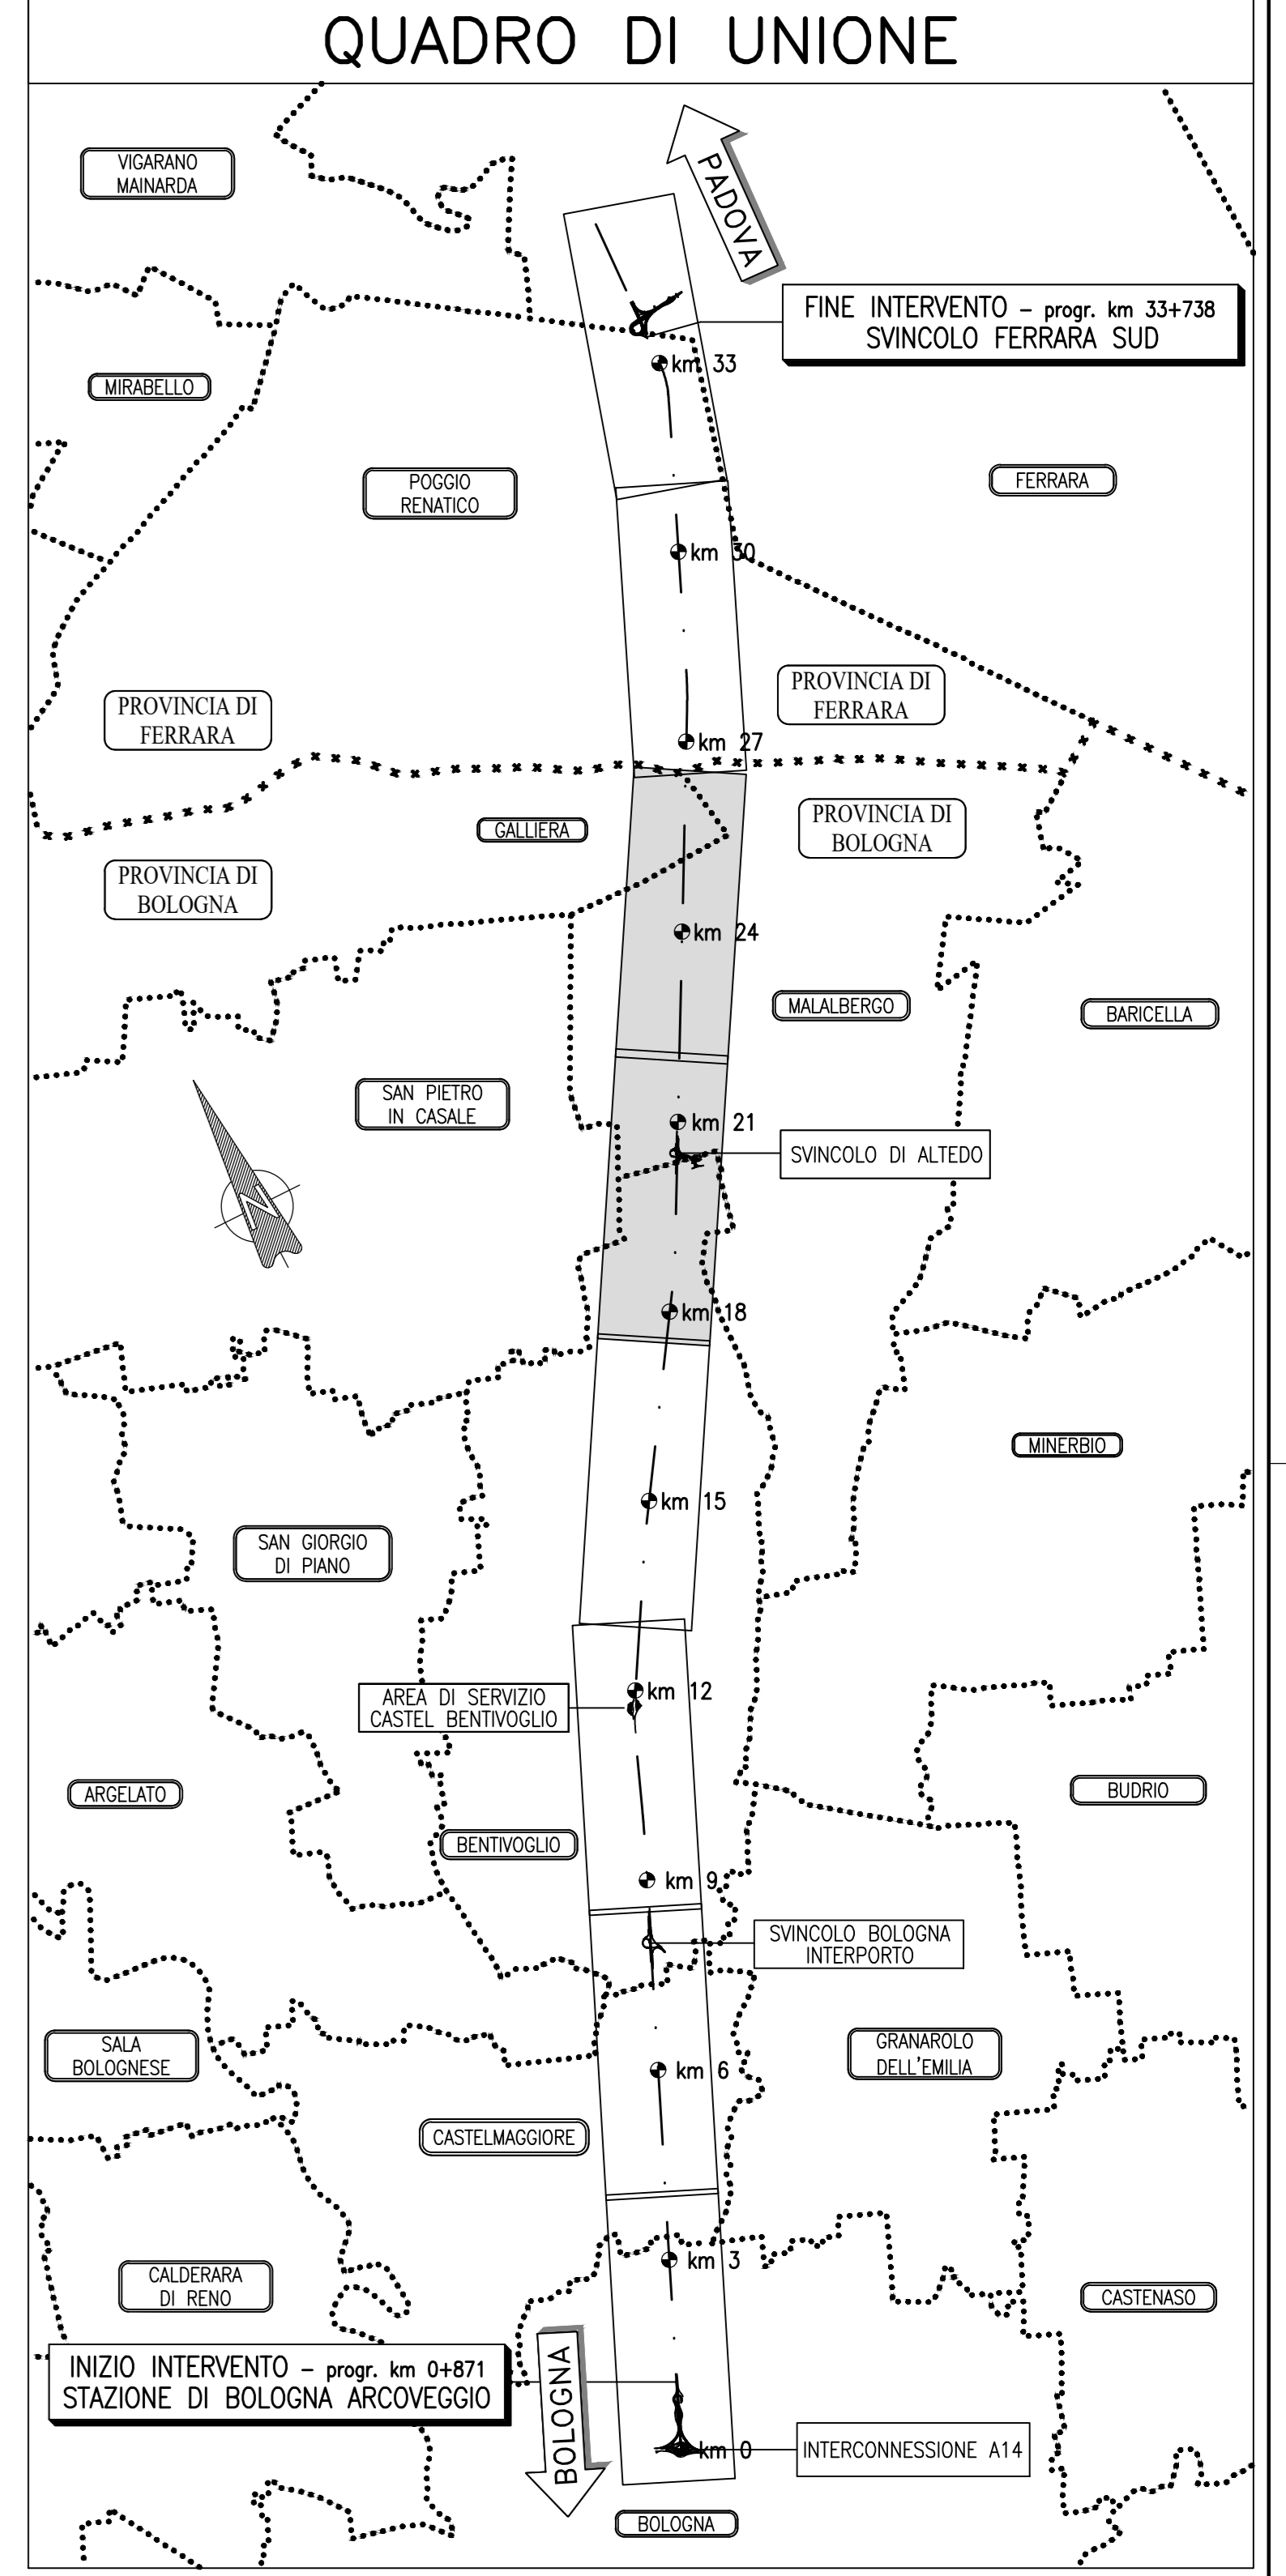 QUADRO DI UNIONE
VIGARANO
MAINARDA
PADOVA
FINE INTERVENTO – progr. km 33+738
SVINCOLO FERRARA SUD
km 33
MIRABELLO
POGGIO
RENATICO
FERRARA
km 30
PROVINCIA DI
FERRARA
PROVINCIA DI
FERRARA
km 27
GALLIERA
PROVINCIA DI
BOLOGNA
PROVINCIA DI
BOLOGNA
km 24
MALALBERGO
BARICELLA
SAN PIETRO
IN CASALE
km 21
SVINCOLO DI ALTEDO
N
km 18
MINERBIO
km 15
SAN GIORGIO
DI PIANO
km 12
AREA DI SERVIZIO
CASTEL BENTIVOGLIO
ARGELATO
BUDRIO
BENTIVOGLIO
km 9
SVINCOLO BOLOGNA
INTERPORTO
SALA
BOLOGNESE
GRANAROLO
DELL'EMILIA
km 6
CASTELMAGGIORE
km 3
CALDERARA
DI RENO
CASTENASO
INIZIO INTERVENTO – progr. km 0+871
STAZIONE DI BOLOGNA ARCOVEGGIO
BOLOGNA
km 0
INTERCONNESSIONE A14
BOLOGNA